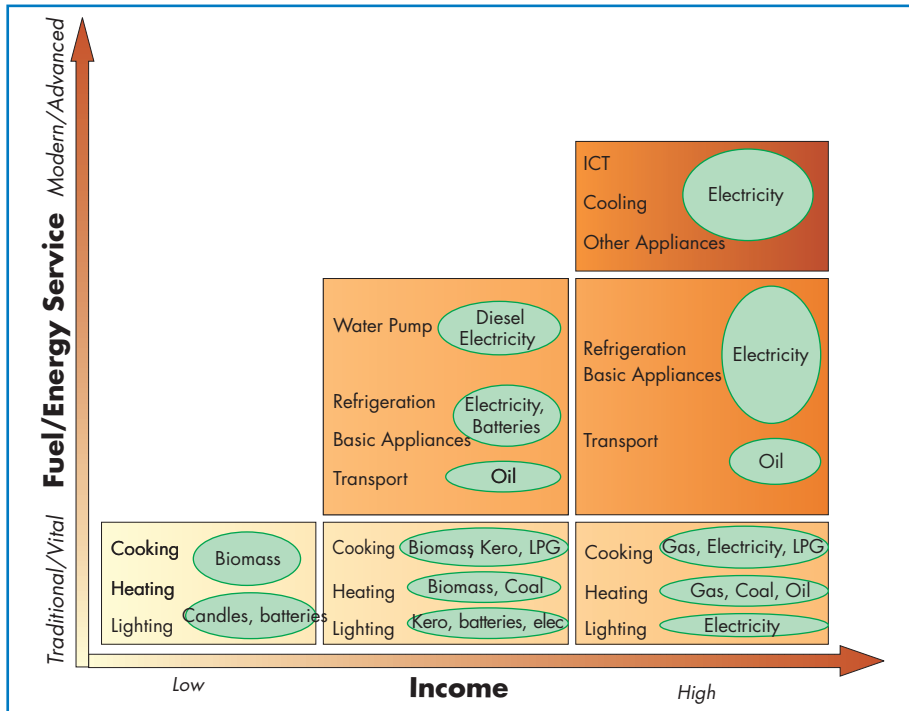 Fuel/Energy Service
Traditional/Vital
Modern/Advanced
ICT
Cooling
Other Appliances
Electricity
Water Pump
Diesel
Electricity
Refrigeration
Basic Appliances
Electricity,
Batteries
Transport
Oil
Refrigeration
Basic Appliances
Electricity
Transport
Oil
Cooking
Heating
Lighting
Biomass
Candles, batteries
Cooking
Biomass, Kero, LPG
Heating
Biomass, Coal
Lighting
Kero, batteries, elec
Cooking
Gas, Electricity, LPG
Heating
Gas, Coal, Oil
Lighting
Electricity
Low
Income
High